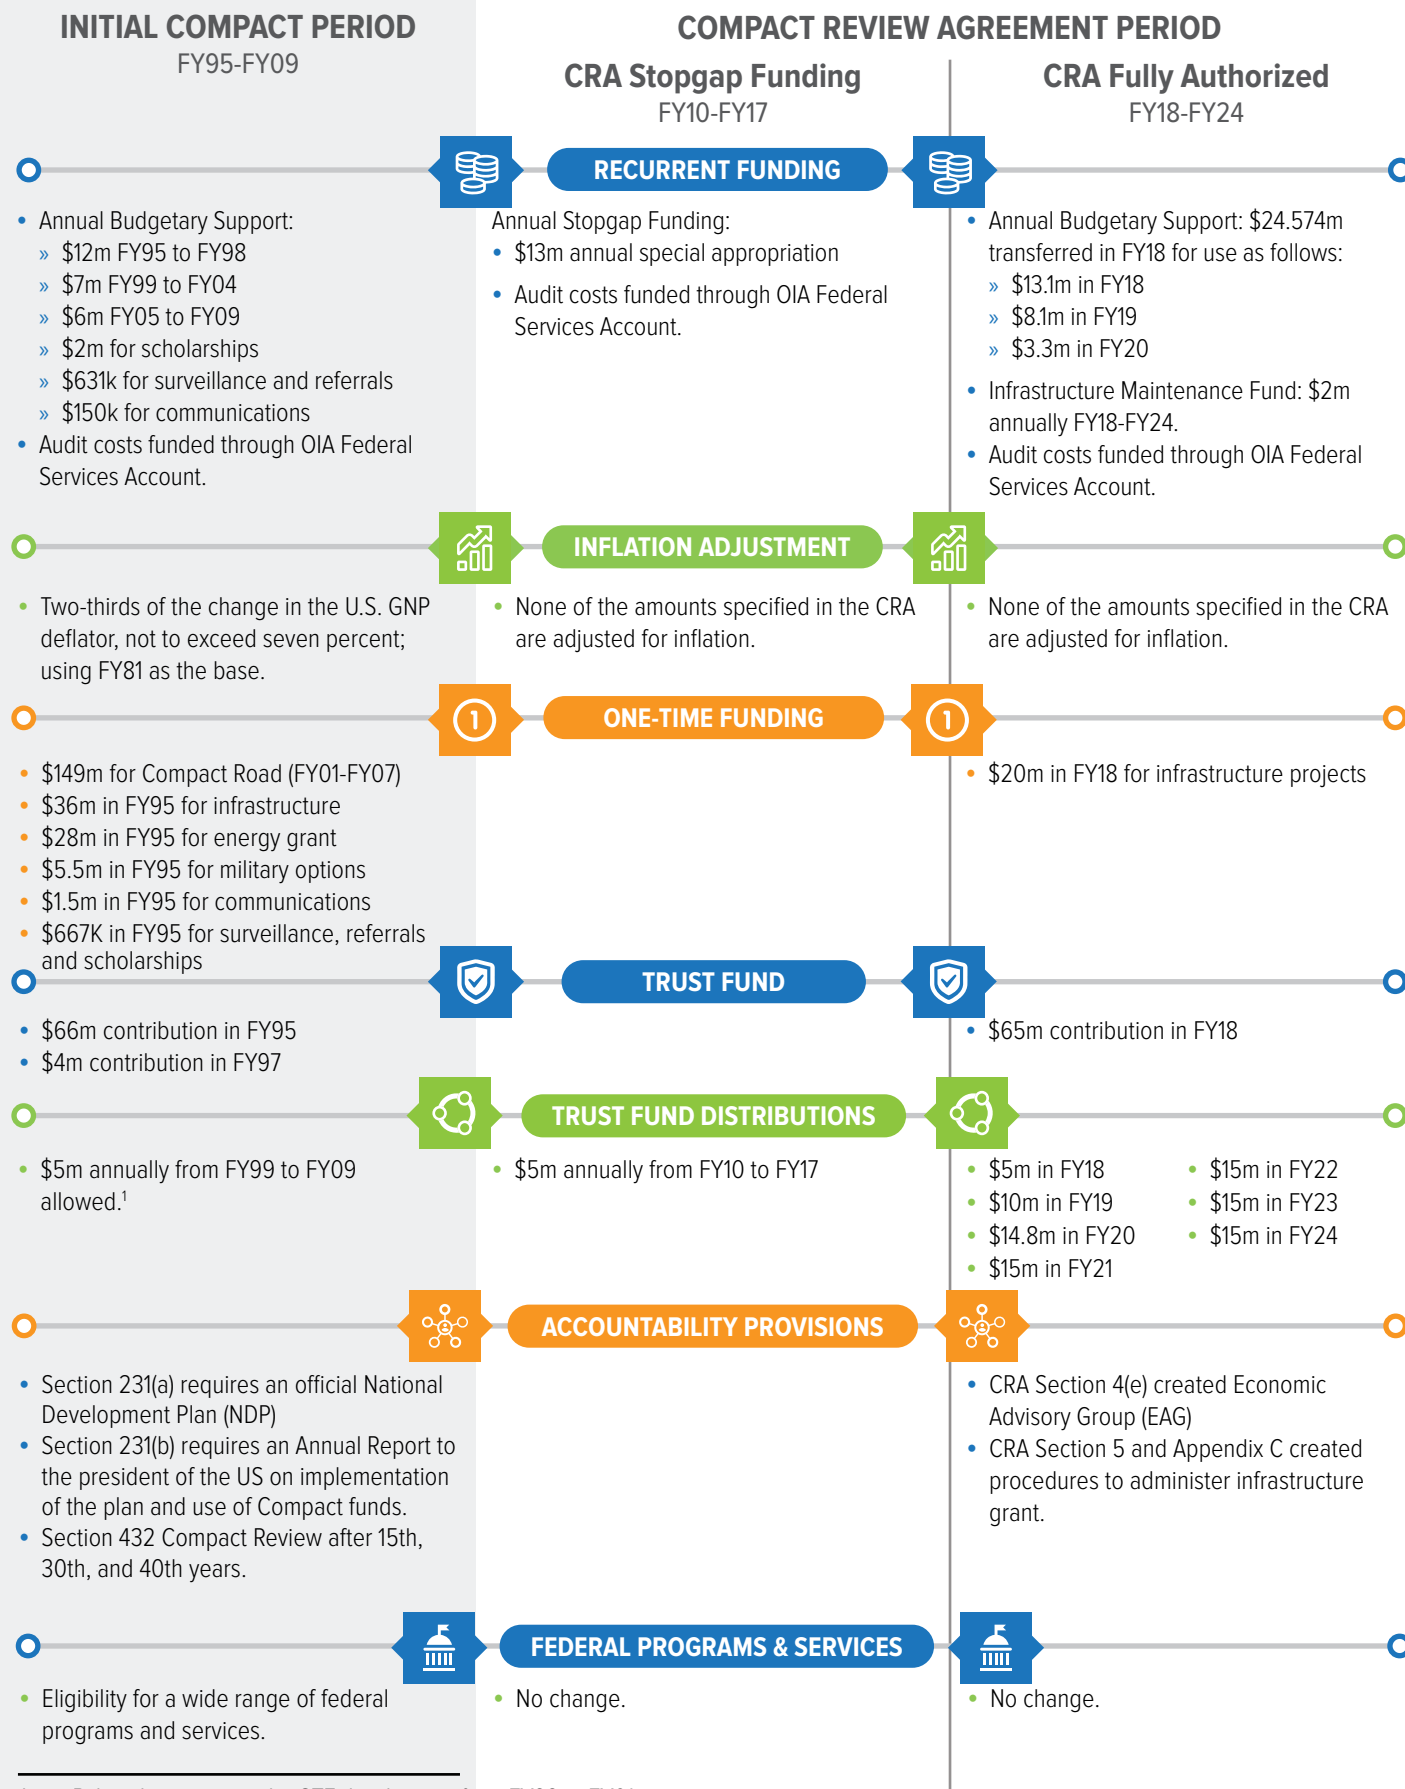 INITIAL COMPACT PERIOD
FY95-FY09
COMPACT REVIEW AGREEMENT PERIOD
CRA Stopgap Funding
FY10-FY17
CRA Fully Authorized
FY18-FY24
RECURRENT FUNDING
• Annual Budgetary Support:
» $12m FY95 to FY98
» $7m FY99 to FY04
» $6m FY05 to FY09
» $2m for scholarships
» $631k for surveillance and referrals
» $150k for communications
• Audit costs funded through OIA Federal
Services Account.
Annual Stopgap Funding:
• $13m annual special appropriation
• Audit costs funded through OIA Federal
Services Account.
• Annual Budgetary Support: $24.574m
transferred in FY18 for use as follows:
» $13.1m in FY18
» $8.1m in FY19
» $3.3m in FY20
• Infrastructure Maintenance Fund: $2m
annually FY18-FY24.
• Audit costs funded through OIA Federal
Services Account.
INFLATION ADJUSTMENT
• Two-thirds of the change in the U.S. GNP
deflator, not to exceed seven percent;
using FY81 as the base.
• None of the amounts specified in the CRA
are adjusted for inflation.
• None of the amounts specified in the CRA
are adjusted for inflation.
1
ONE-TIME FUNDING
1
• $149m for Compact Road (FY01-FY07)
• $36m in FY95 for infrastructure
• $28m in FY95 for energy grant
• $5.5m in FY95 for military options
• $1.5m in FY95 for communications
• $667K in FY95 for surveillance, referrals
and scholarships
• $20m in FY18 for infrastructure projects
TRUST FUND
• $66m contribution in FY95
• $4m contribution in FY97
• $65m contribution in FY18
TRUST FUND DISTRIBUTIONS
• $5m annually from FY99 to FY09
allowed.¹
• $5m annually from FY10 to FY17
• $5m in FY18
• $10m in FY19
• $14.8m in FY20
• $15m in FY21
• $15m in FY22
• $15m in FY23
• $15m in FY24
ACCOUNTABILITY PROVISIONS
• Section 231(a) requires an official National
Development Plan (NDP)
• Section 231(b) requires an Annual Report to
the president of the US on implementation
of the plan and use of Compact funds.
• Section 432 Compact Review after 15th,
30th, and 40th years.
• CRA Section 4(e) created Economic
Advisory Group (EAG)
• CRA Section 5 and Appendix C created
procedures to administer infrastructure
grant.
FEDERAL PROGRAMS & SERVICES
• Eligibility for a wide range of federal
programs and services.
• No change.
• No change.